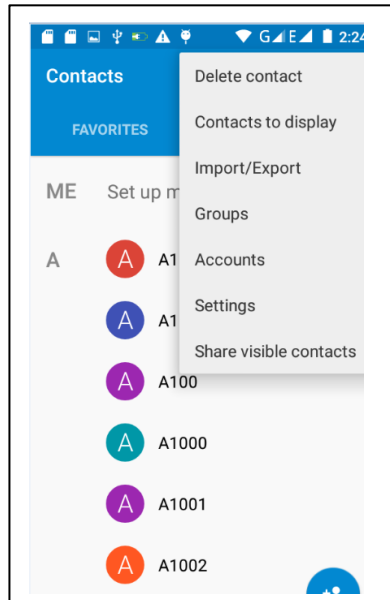 G E 2:24
Contacts
Delete contact
FAVORITES
Contacts to display
Import/Export
ME Set up m
Groups
A
A A1
Accounts
A A1
Settings
Share visible contacts
A A100
A A1000
A A1001
A A1002